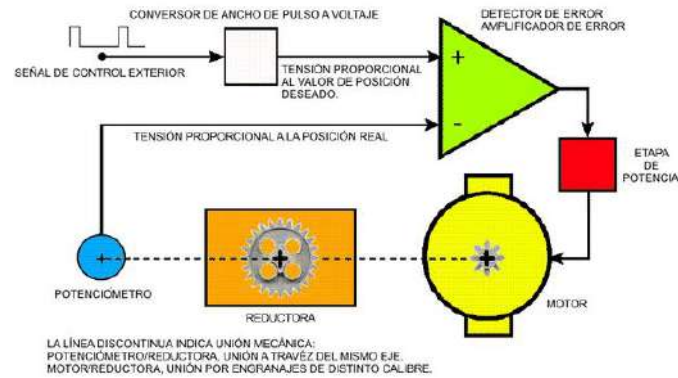 CONVERSOR DE ANCHO DE PULSO A VOLTAJE
DETECTOR DE ERROR
AMPLIFICADOR DE ERROR
SEÑAL DE CONTROL EXTERIOR
TENSIÓN PROPORCIONAL
AL VALOR DE POSICIÓN
DESEADO.
+
-
TENSIÓN PROPORCIONAL A LA POSICIÓN REAL
ETAPA
DE
POTENCIA
POTENCIÓMETRO
REDUCTORA
MOTOR
LA LÍNEA DISCONTINUA INDICA UNIÓN MECÁNICA:
POTENCIÓMETRO/REDUCTORA, UNIÓN A TRAVÉZ DEL MISMO EJE.
MOTOR/REDUCTORA, UNIÓN POR ENGRANAJES DE DISTINTO CALIBRE.